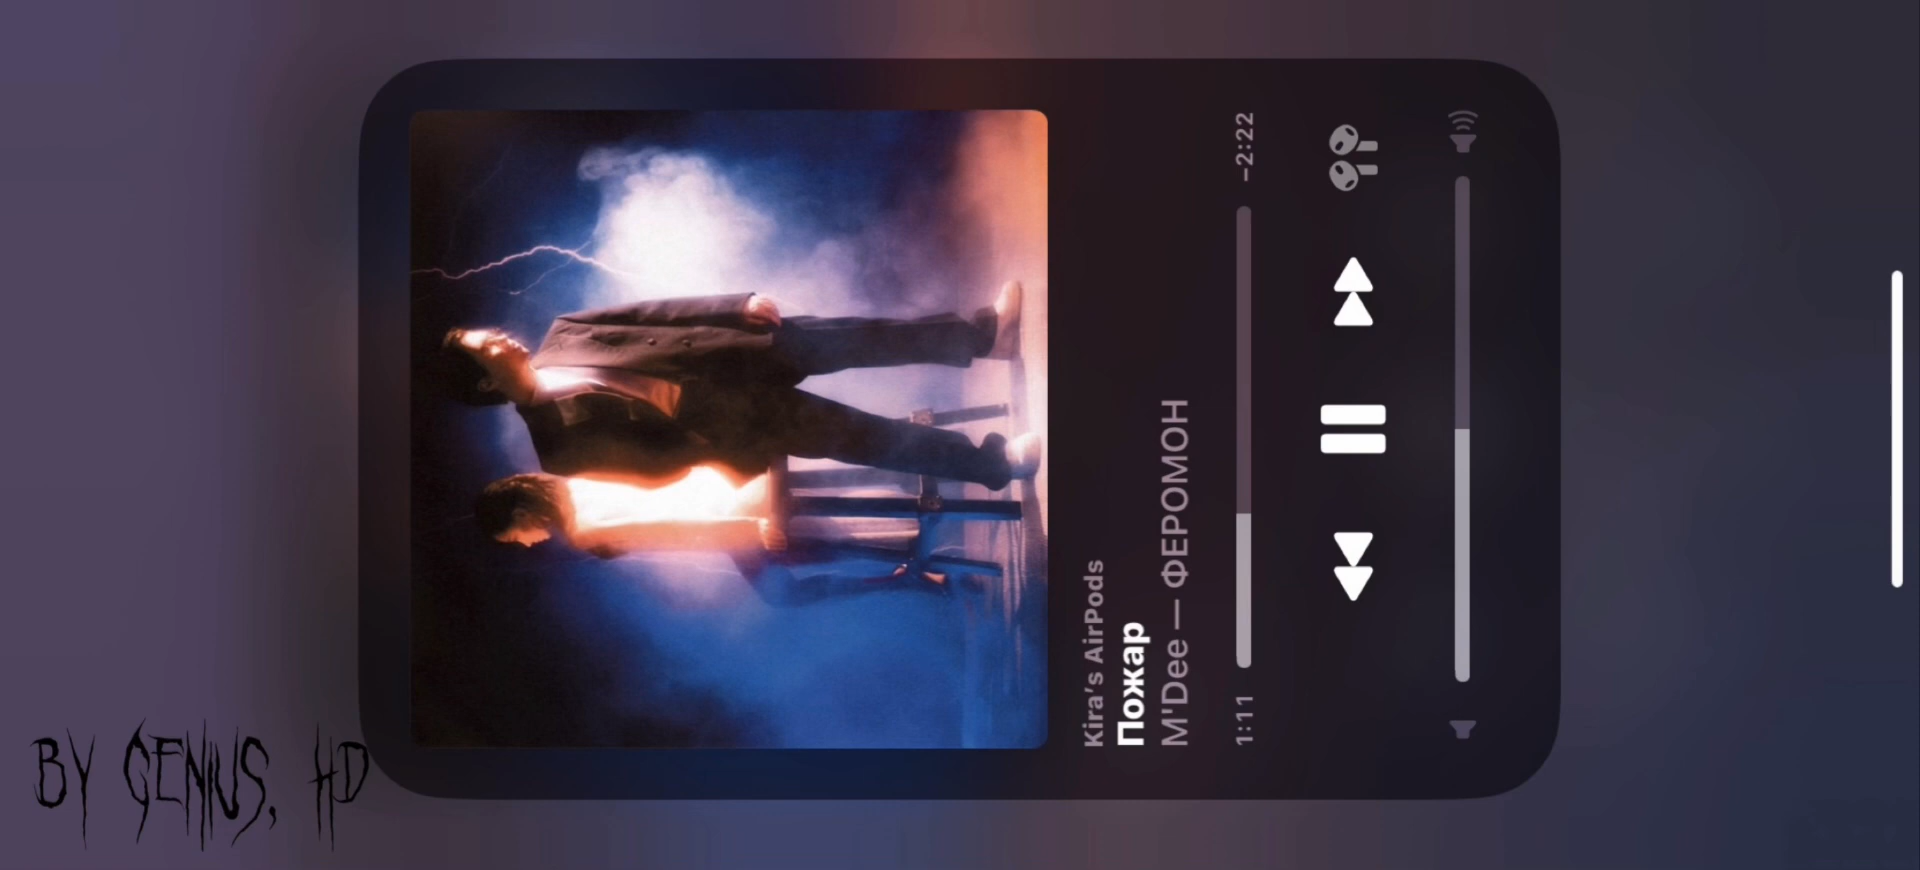 Kira's AirPods
Пожар
M'Dee — ФЕРОМОН
1:11
-2:22
BY GENIUS, HD